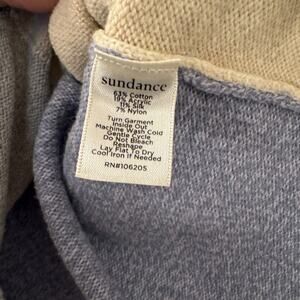 sundance
63% Cotton
19% Acrylic
11% Silk
7% Nylon
Turn Garment
Inside Out
Machine Wash Cold
Gentle Cycle
Do Not Bleach
Reshape
Lay Flat To Dry
Cool Iron If Needed
RN#106205